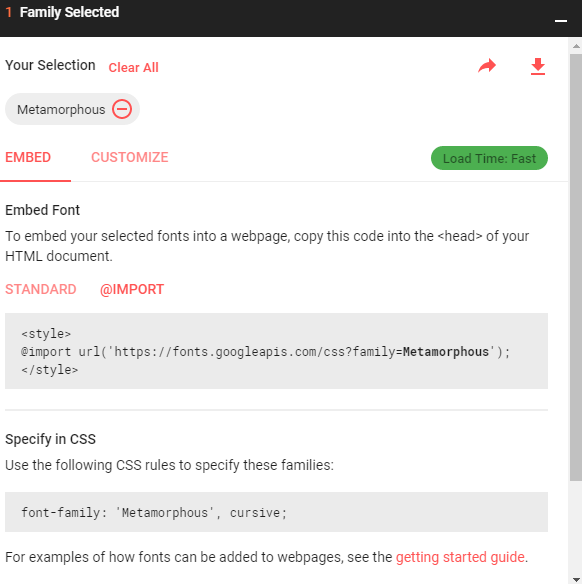 1 Family Selected
Your Selection Clear All
Metamorphous
EMBED CUSTOMIZE Load Time: Fast
Embed Font
To embed your selected fonts into a webpage, copy this code into the <head> of your
HTML document.
STANDARD @IMPORT
<style>
@import url('https://fonts.googleapis.com/css?family=Metamorphous');
</style>
Specify in CSS
Use the following CSS rules to specify these families:
font-family: 'Metamorphous', cursive;
For examples of how fonts can be added to webpages, see the getting started guide.